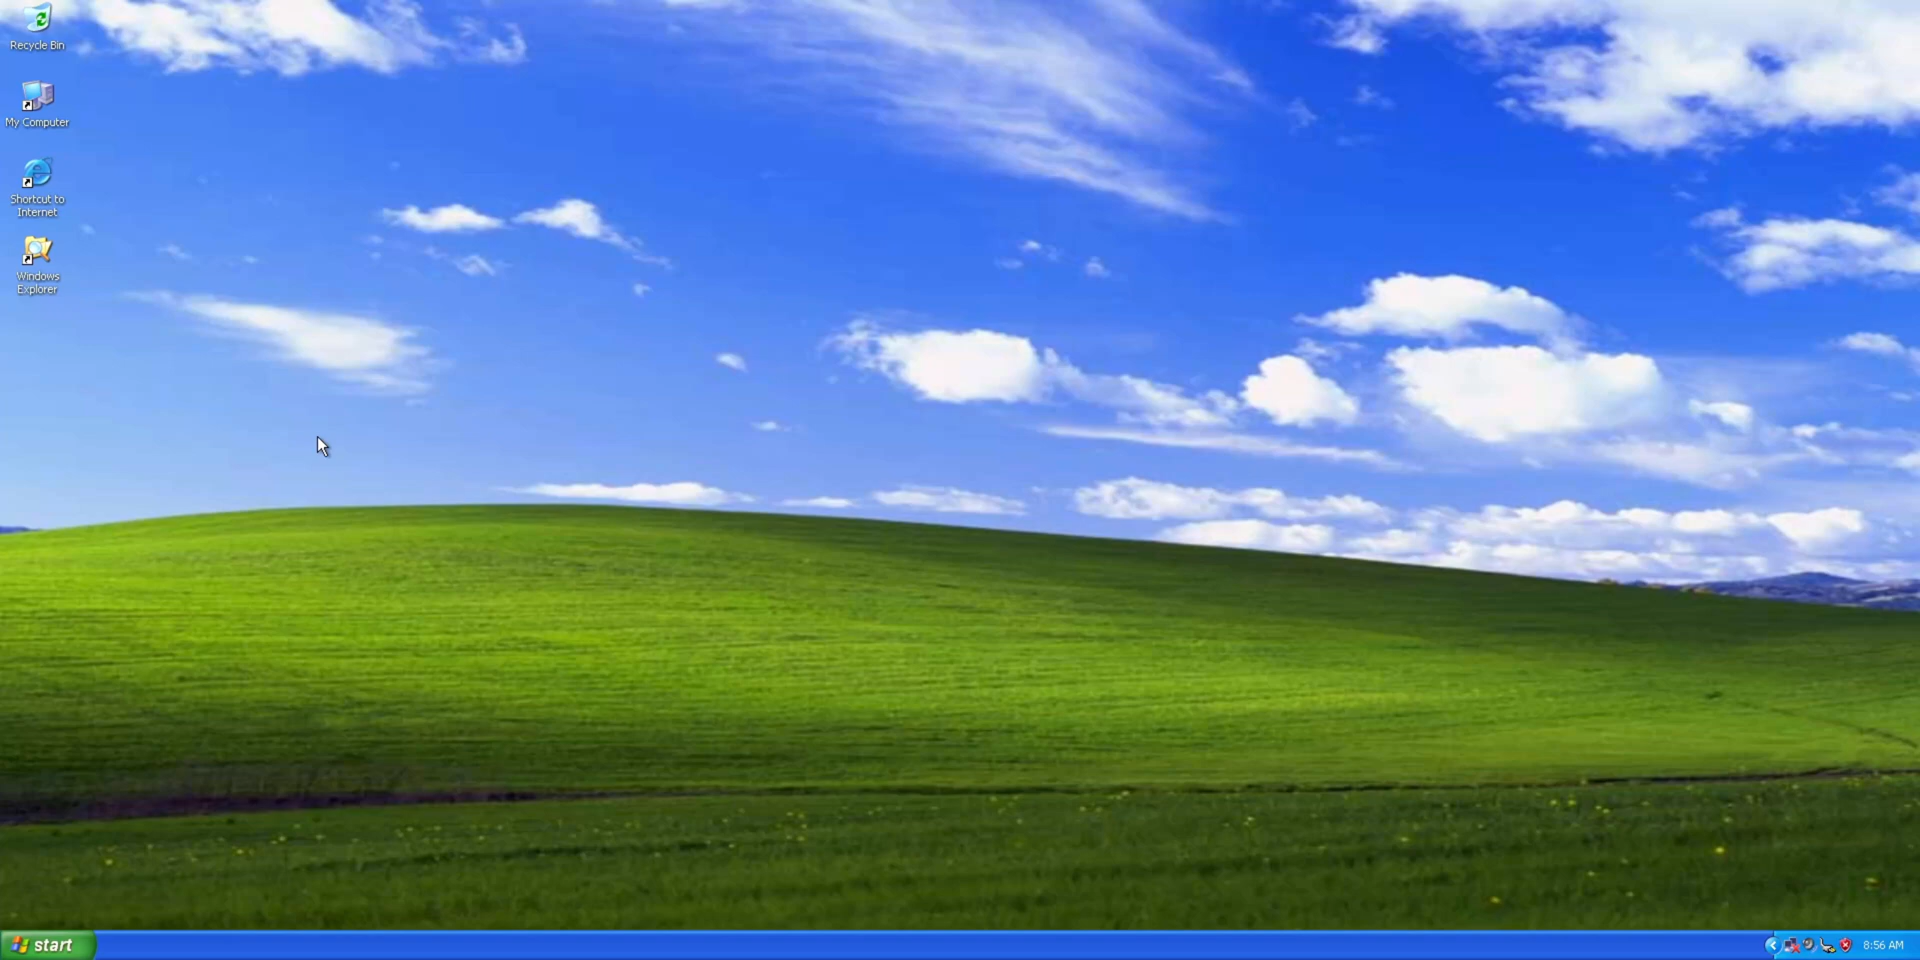 Recycle Bin
My Computer
Shortcut to
Internet
Windows
Explorer
start
8:56 AM